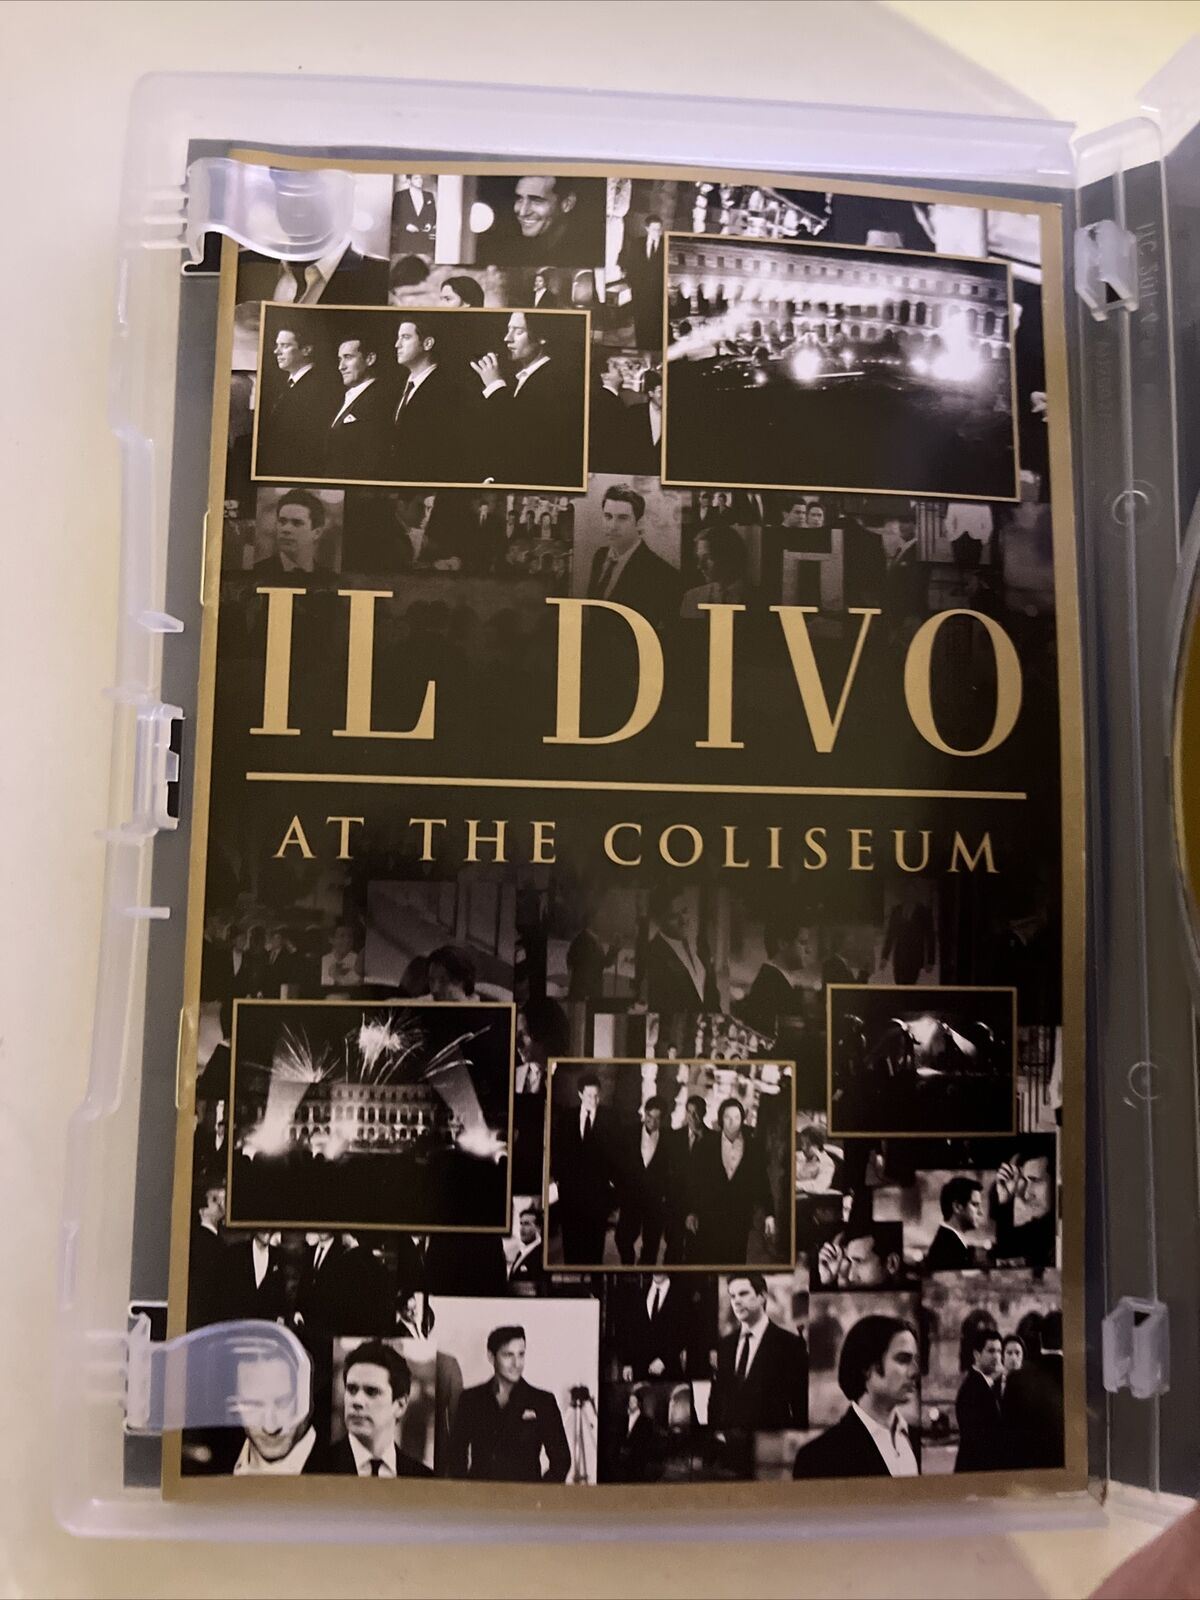 IL DIVO
AT THE COLISEUM